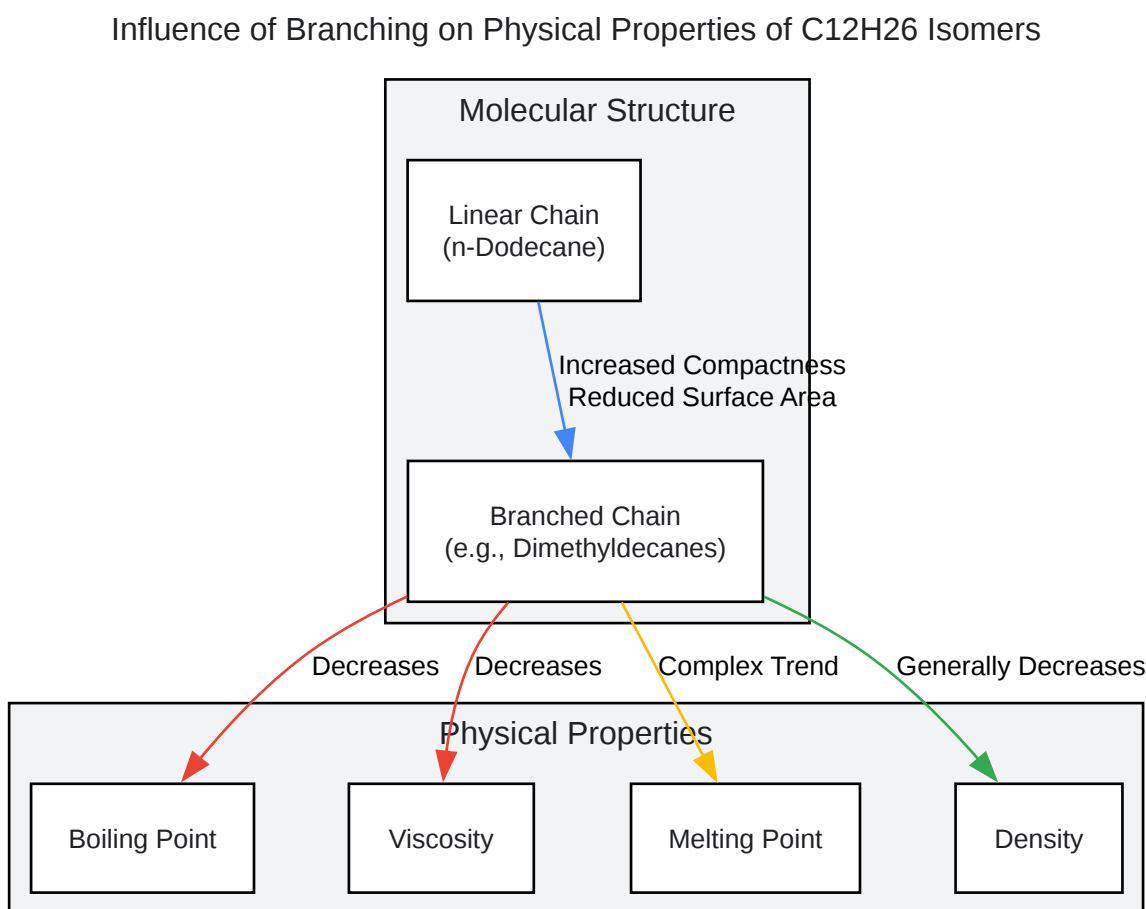 Influence of Branching on Physical Properties of C12H26 Isomers
Molecular Structure
Linear Chain
(n-Dodecane)
Increased Compactness
Reduced Surface Area
Branched Chain
(e.g., Dimethyldecanes)
Decreases
Decreases
Complex Trend
Generally Decreases
Physical Properties
Boiling Point
Viscosity
Melting Point
Density